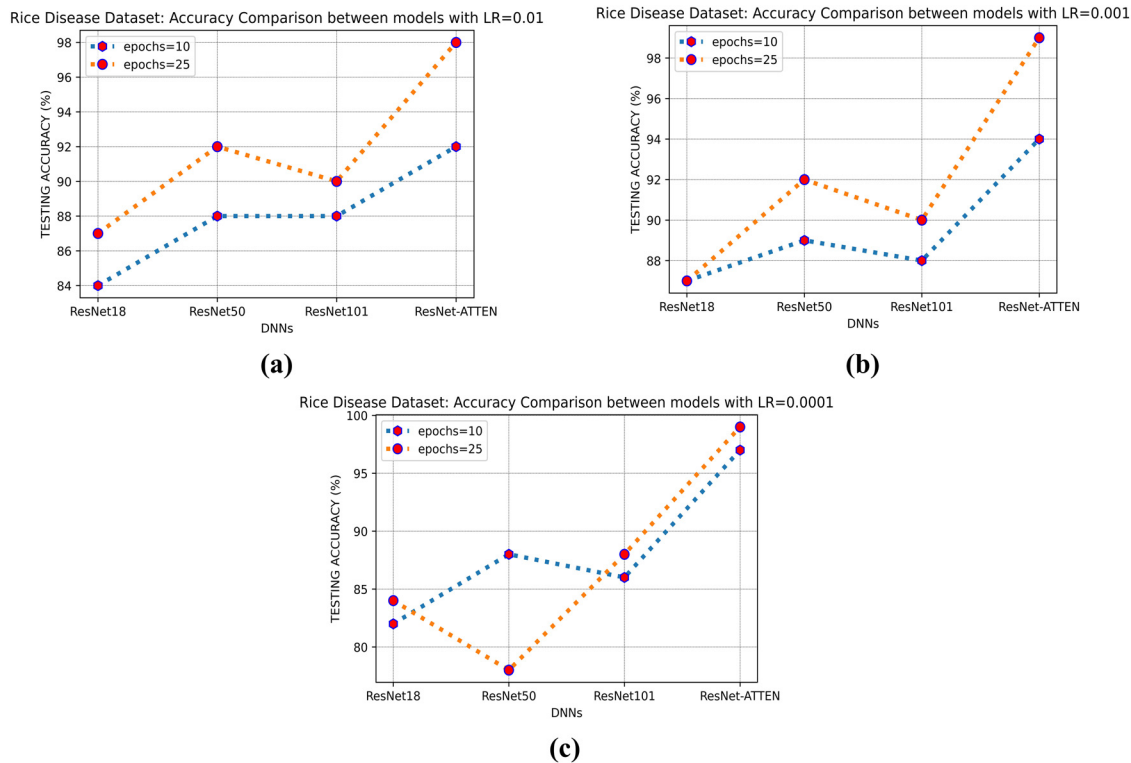 Rice Disease Dataset: Accuracy Comparison between models with LR=0.01
98
96
94
92
90
88
86
84
TESTING ACCURACY (%)
epochs=10
epochs=25
ResNet18
ResNet50
ResNet101
ResNet-ATTEN
DNNs
(a)
Rice Disease Dataset: Accuracy Comparison between models with LR=0.001
98
96
94
92
90
88
TESTING ACCURACY (%)
epochs=10
epochs=25
ResNet18
ResNet50
ResNet101
ResNet-ATTEN
DNNs
(b)
Rice Disease Dataset: Accuracy Comparison between models with LR=0.0001
100
95
90
85
80
TESTING ACCURACY (%)
epochs=10
epochs=25
ResNet18
ResNet50
ResNet101
ResNet-ATTEN
DNNs
(c)